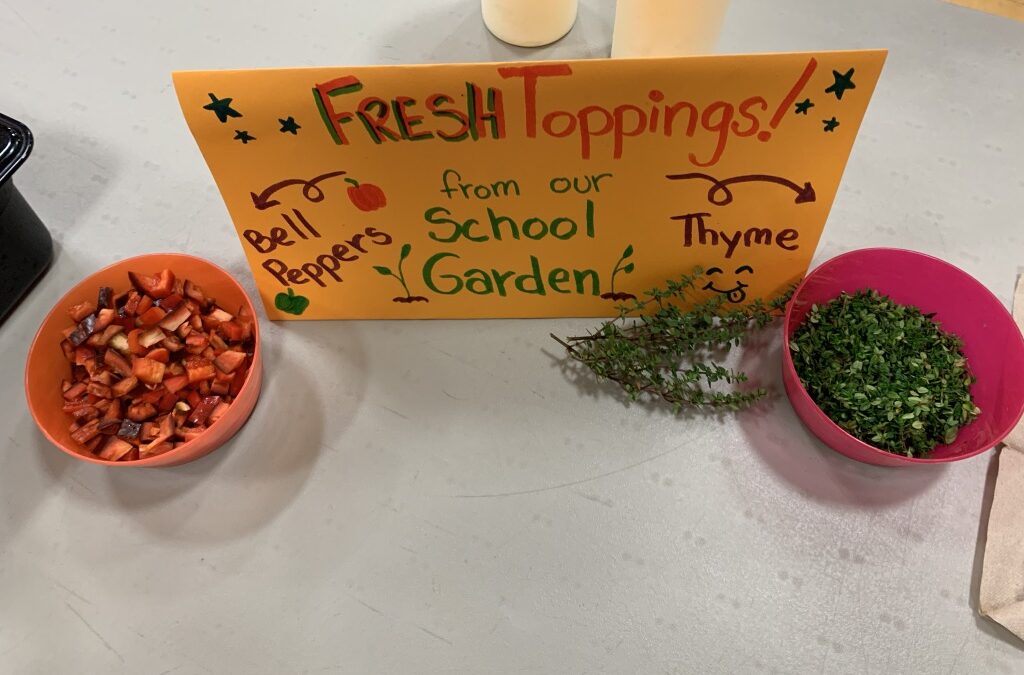 FRESH Toppings!
from our
School
Garden
Bell
Peppers
Thyme